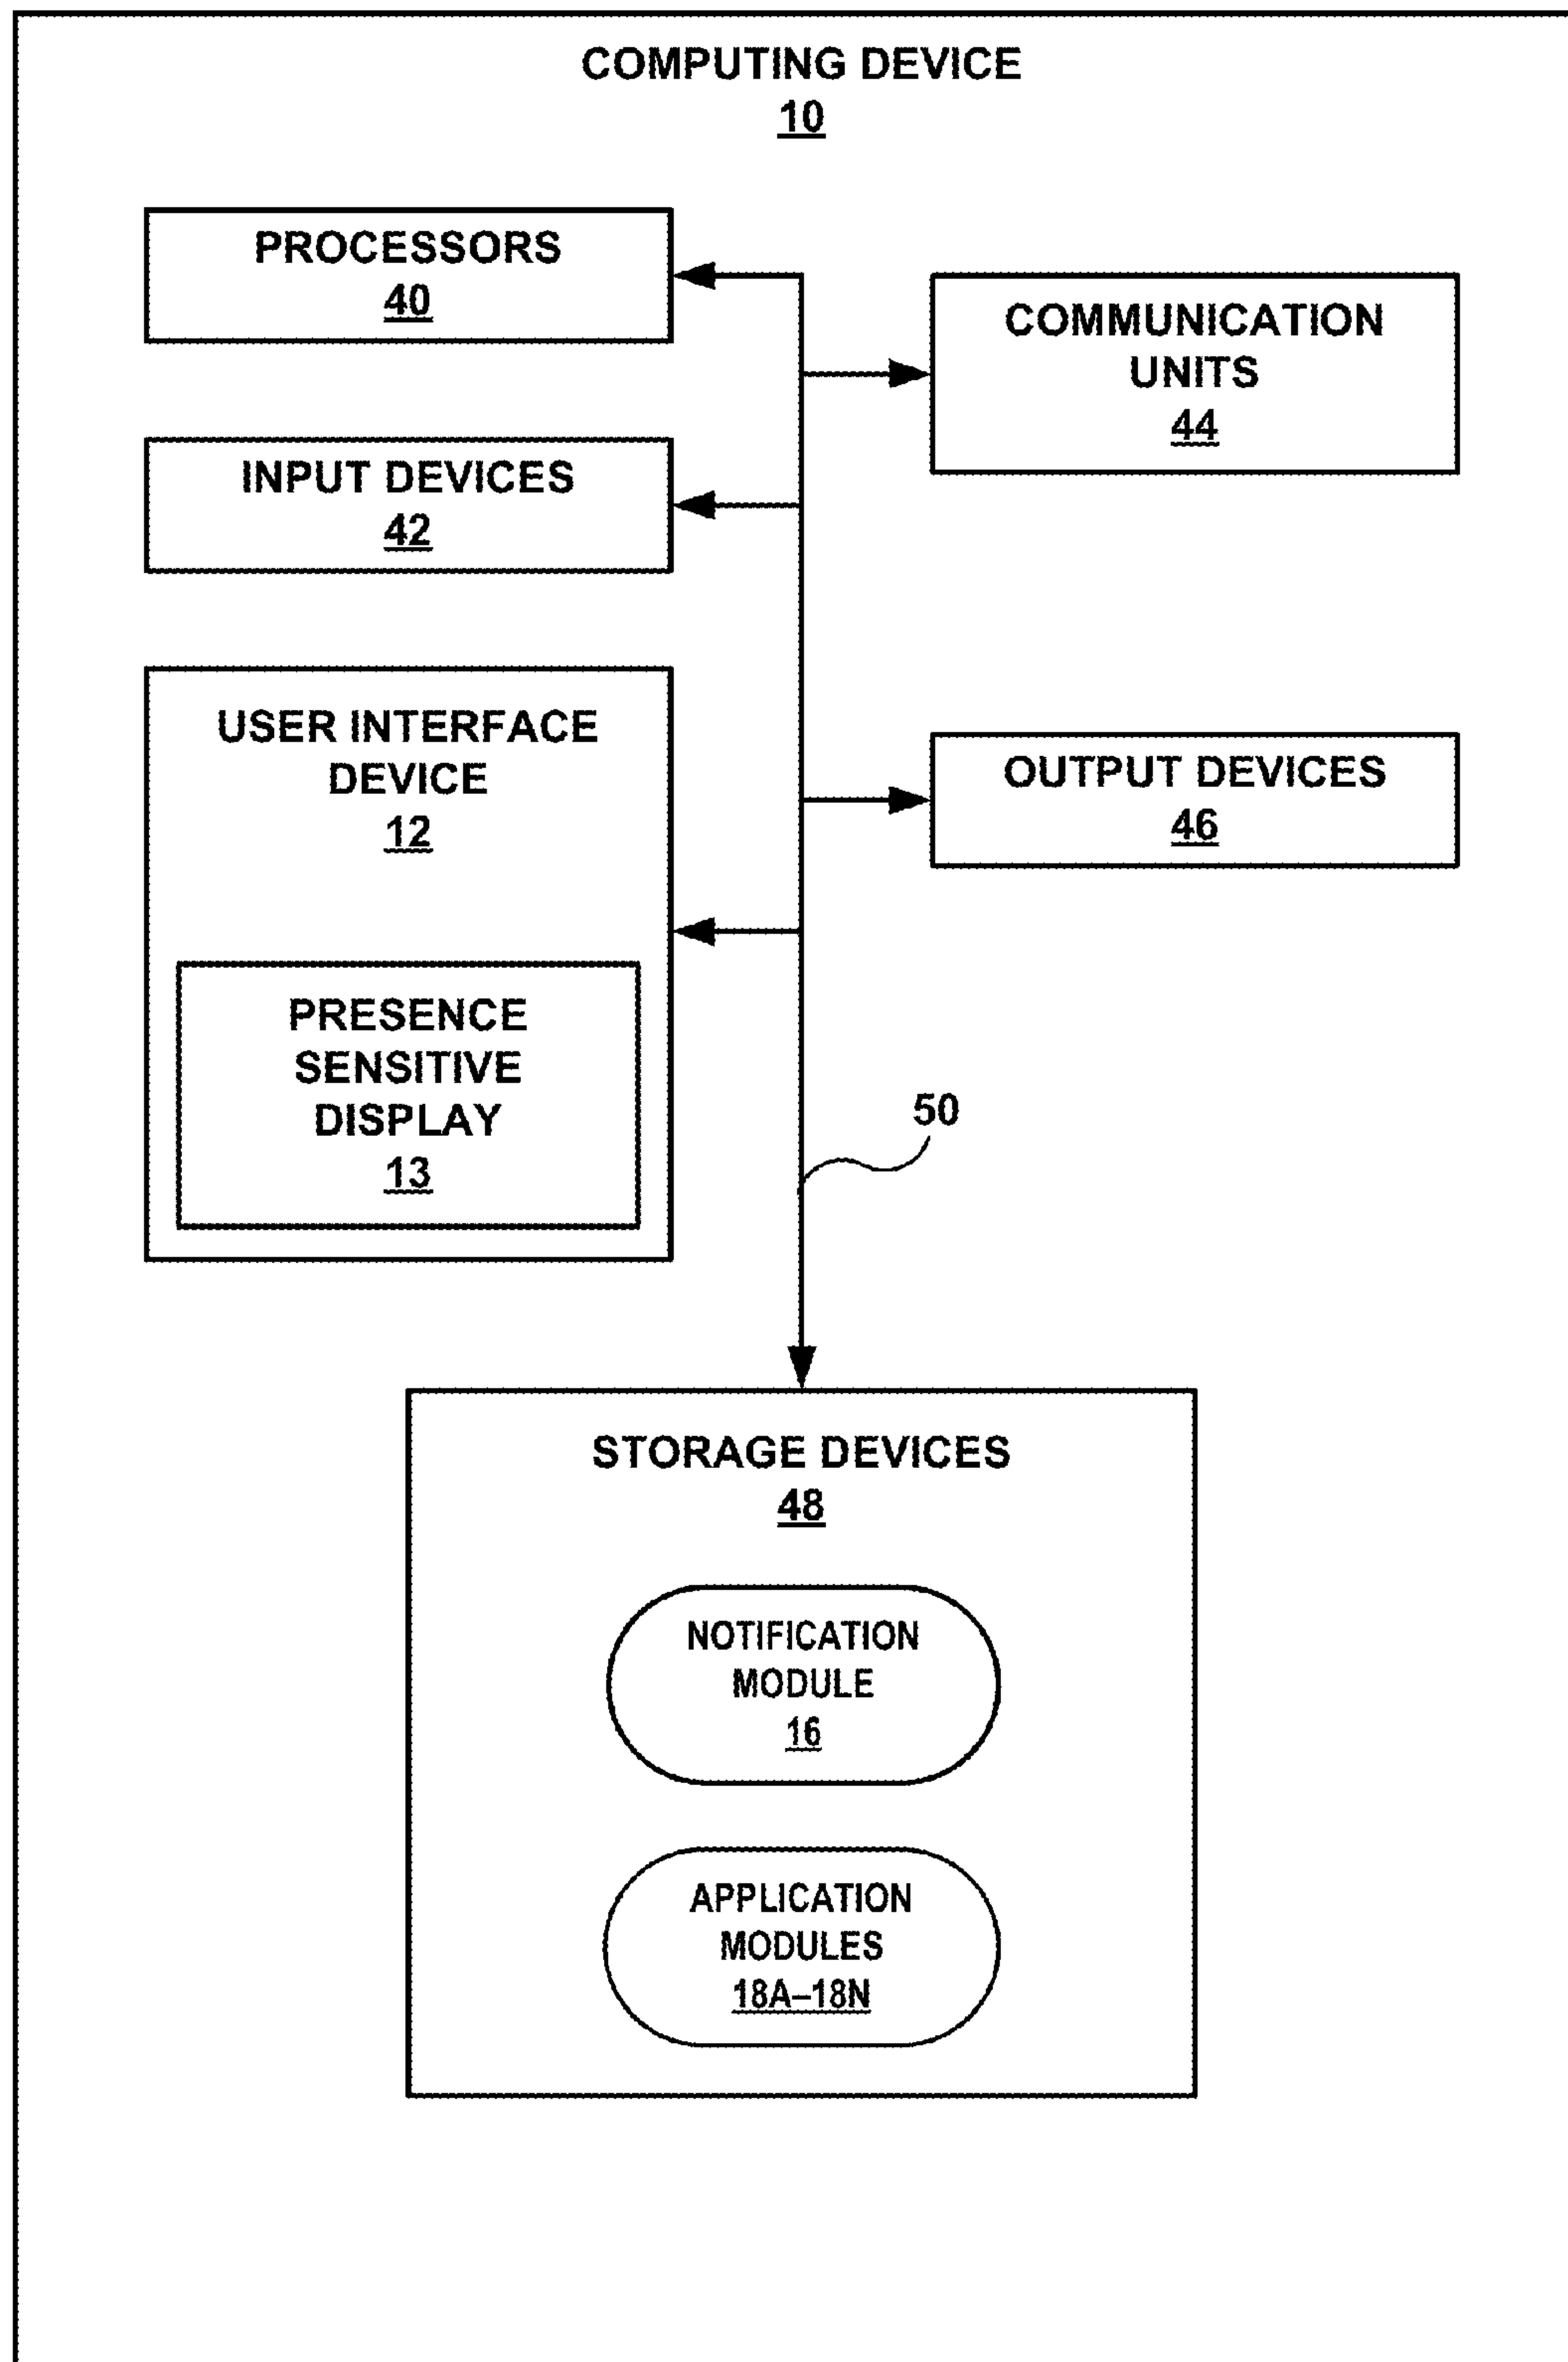 COMPUTING DEVICE
10
PROCESSORS
40
COMMUNICATION
UNITS
44
INPUT DEVICES
42
USER INTERFACE
DEVICE
12
OUTPUT DEVICES
46
PRESENCE
SENSITIVE
DISPLAY
13
50
STORAGE DEVICES
48
NOTIFICATION
MODULE
16
APPLICATION
MODULES
18A–18N